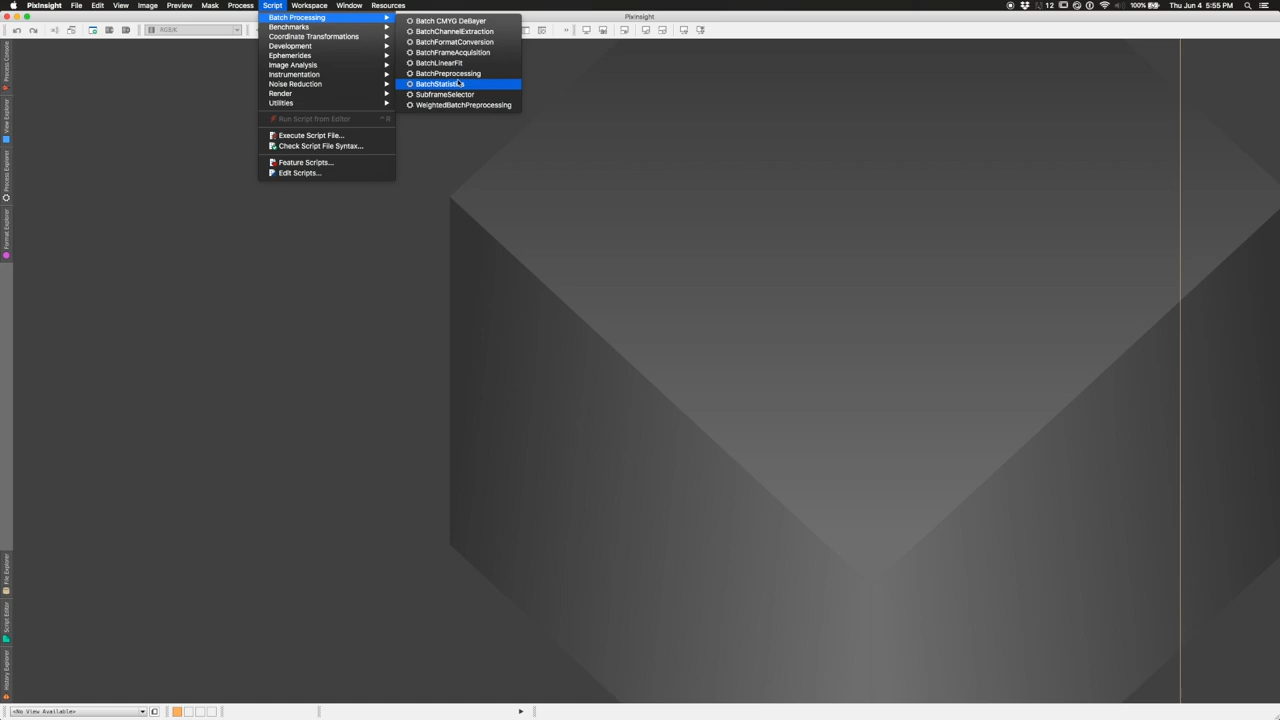 PixInsight File Edit View Image Preview Mask Process Script Workspace Window Resources
12 100% Thu Jun 4 5:55 PM
PixInsight
RGB/K
Batch Processing
Benchmarks
Coordinate Transformations
Development
Ephemerides
Image Analysis
Instrumentation
Noise Reduction
Render
Utilities
Run Script from Editor ^R
Execute Script File...
Check Script File Syntax...
Feature Scripts...
Edit Scripts...
Batch CMYG DeBayer
BatchChannelExtraction
BatchFormatConversion
BatchFrameAcquisition
BatchLinearFit
BatchPreprocessing
BatchStatistics
SubframeSelector
WeightedBatchPreprocessing
Process Console
View Explorer
Process Explorer
Format Explorer
File Explorer
Script Editor
History Explorer
<No View Available>